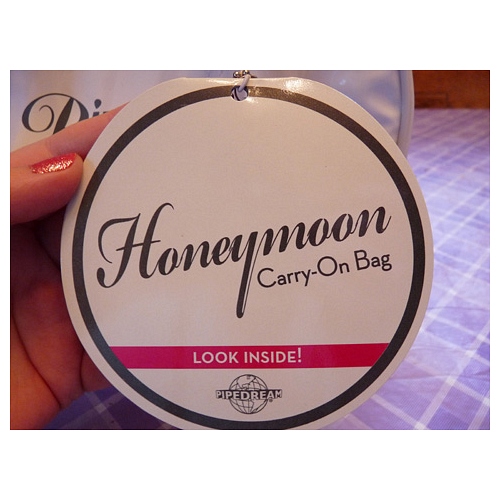 Honeymoon
Carry-On Bag
LOOK INSIDE!
PIPEDREAM